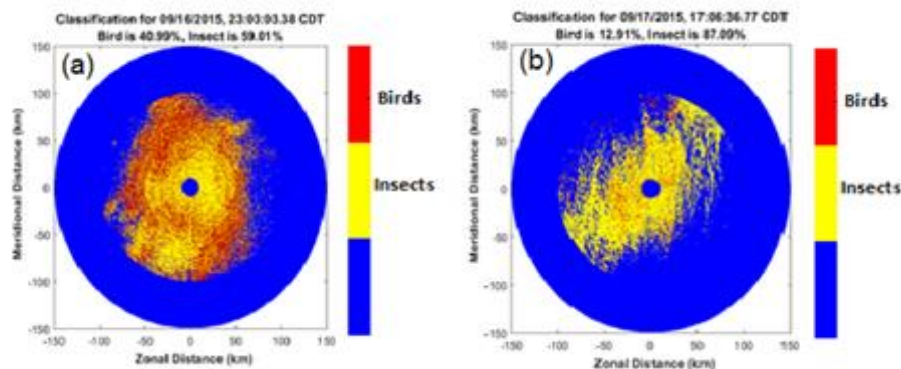 Classification for 09/16/2015, 23:03:03.38 CDT
Bird is 40.99%, Insect is 59.01%
(a)
150
100
50
0
-50
-100
-150
-150 -100 -50 0 50 100 150
Meridional Distance (km)
Zonal Distance (km)
Birds
Insects
Classification for 09/17/2015, 17:06:36.77 CDT
Bird is 12.91%, Insect is 87.09%
(b)
150
100
50
0
-50
-100
-150
-150 -100 -50 0 50 100 150
Meridional Distance (km)
Zonal Distance (km)
Birds
Insects